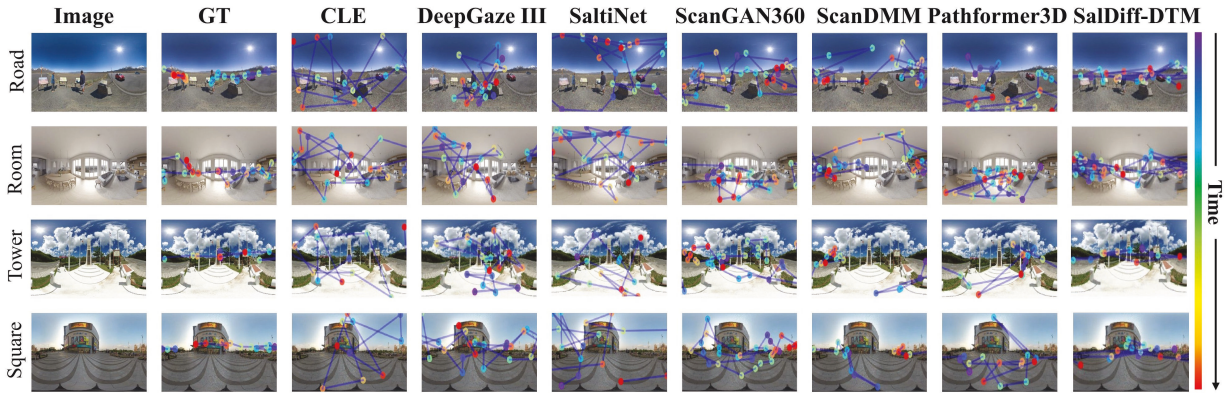 Image GT CLE DeepGaze III SaltiNet ScanGAN360 ScanDMM Pathformer3D SalDiff-DTM
Road
Room
Tower
Square
Time